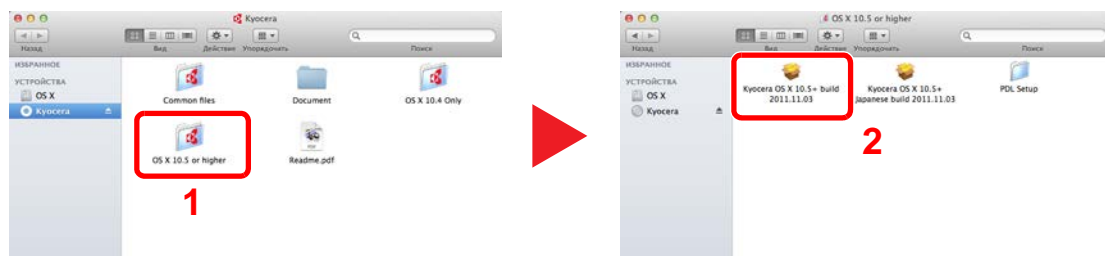 Kyocera
Назад
Вид
Действие
Упорядочить
Поиск
ИЗБРАННОЕ
УСТРОЙСТВА
OS X
Kyocera
Common files
Document
OS X 10.4 Only
OS X 10.5 or higher
PDF
Readme.pdf
1
OS X 10.5 or higher
Назад
Вид
Действие
Упорядочить
Поиск
ИЗБРАННОЕ
УСТРОЙСТВА
OS X
Kyocera
Kyocera OS X 10.5+ build
2011.11.03
Kyocera OS X 10.5+
Japanese build 2011.11.03
PDL Setup
2